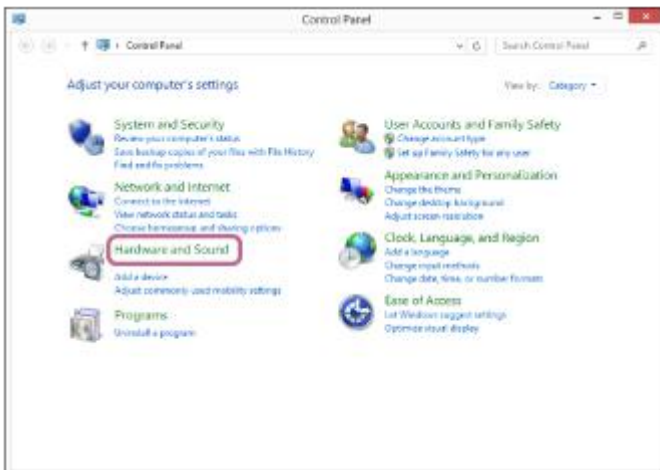 Control Panel
Control Panel
Search Control Panel
Adjust your computer's settings
View by: Category
System and Security
Review your computer's status
Save backup copies of your files with File History
Find and fix problems
Network and Internet
Connect to the Internet
View network status and tasks
Choose homegroup and sharing options
Hardware and Sound
Add a device
Adjust commonly used mobility settings
Programs
Uninstall a program
User Accounts and Family Safety
Change account type
Set up Family Safety for any user
Appearance and Personalization
Change the theme
Change desktop background
Adjust screen resolution
Clock, Language, and Region
Add a language
Change input methods
Change date, time, or number formats
Ease of Access
Let Windows suggest settings
Optimize visual display